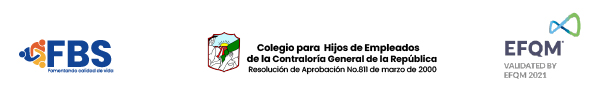 FBS
Fomentando calidad de vida
Colegio para Hijos de Empleados
de la Contraloría General de la República
Resolución de Aprobación No.811 de marzo de 2000
EFQM®
VALIDATED BY
EFQM 2021